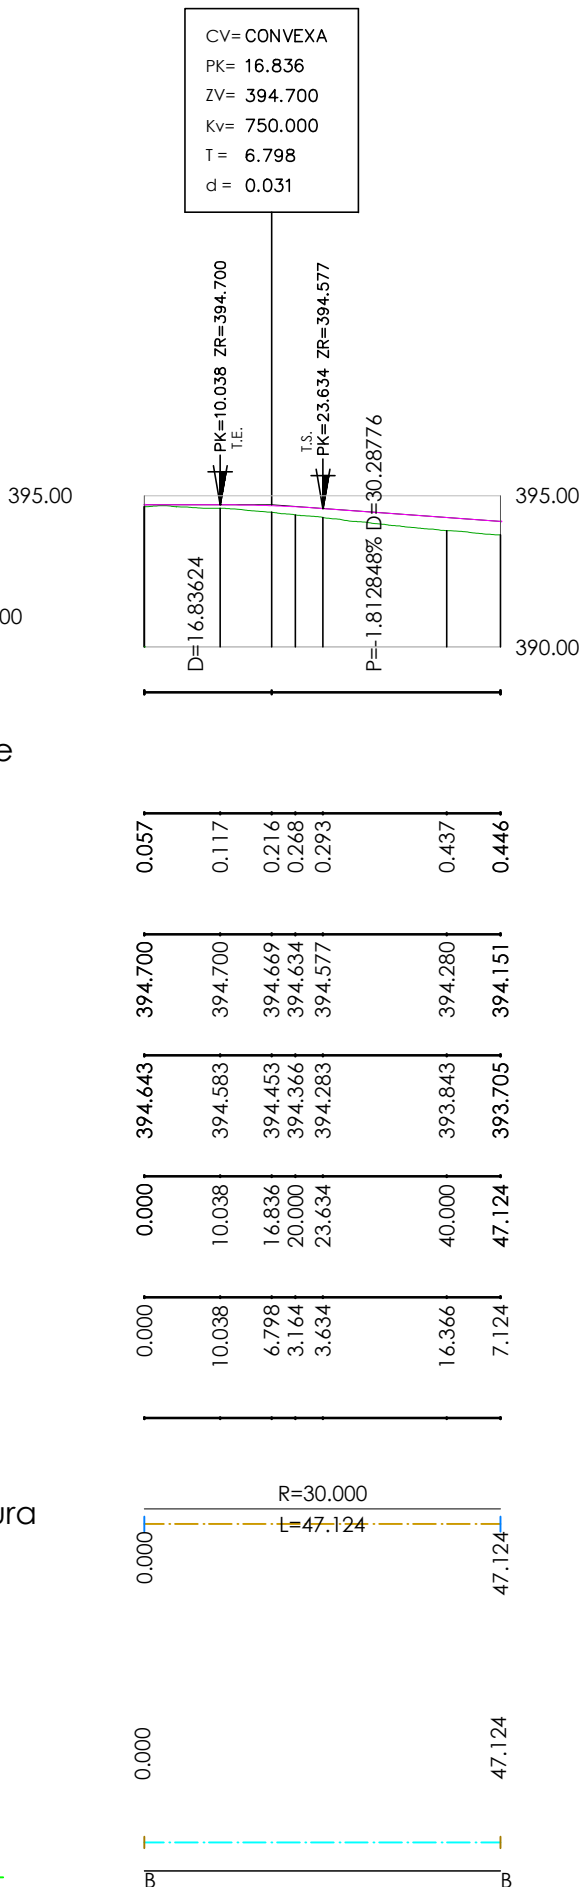 CV= CONVEXA
PK= 16.836
ZV= 394.700
Kv= 750.000
T = 6.798
d = 0.031
PK=10.038 ZR=394.700
T.E.
T.S.
PK=23.634 ZR=394.577
395.00
395.00
D=16.83624
P=-1.812848% D=30.28776
00
390.00
e
0.057 0.117 0.216 0.268 0.293 0.437 0.446
394.700 394.700 394.669 394.634 394.577 394.280 394.151
394.643 394.583 394.453 394.366 394.283 393.843 393.705
0.000 10.038 16.836 20.000 23.634 40.000 47.124
0.000 10.038 6.798 3.164 3.634 16.366 7.124
R=30.000
ura
L=47.124
0.000 47.124
0.000 47.124
B B